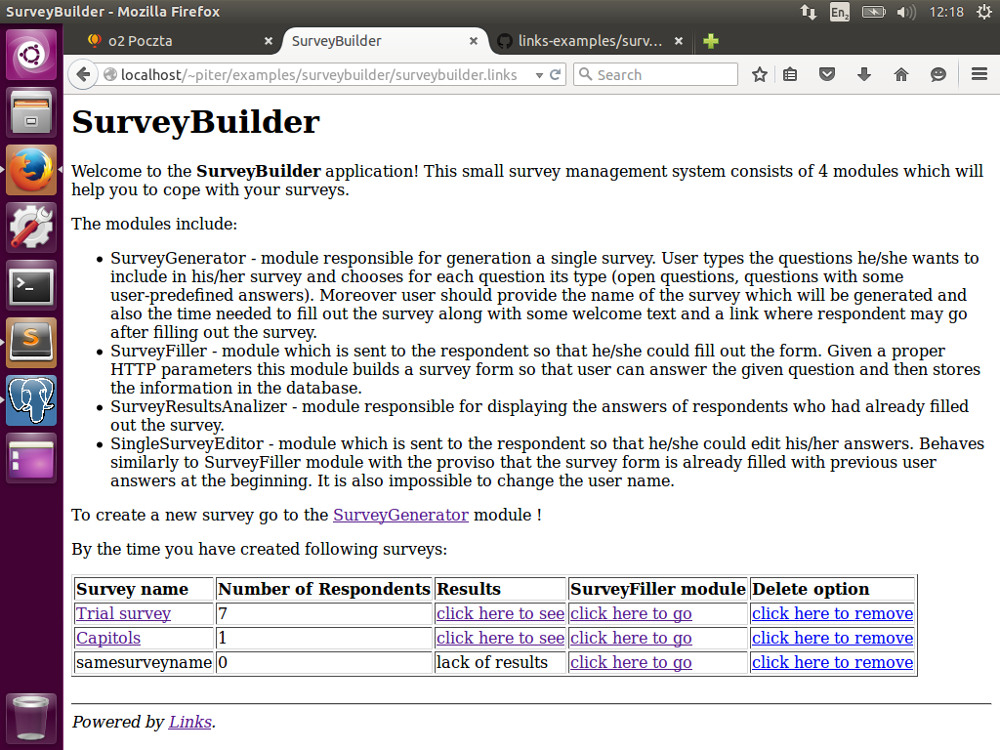 SurveyBuilder - Mozilla Firefox
En2
12:18
o2 Poczta
SurveyBuilder
links-examples/surv...
localhost/~piter/examples/surveybuilder/surveybuilder.links
Search
SurveyBuilder
Welcome to the SurveyBuilder application! This small survey management system consists of 4 modules which will
help you to cope with your surveys.
The modules include:
• SurveyGenerator - module responsible for generation a single survey. User types the questions he/she wants to
include in his/her survey and chooses for each question its type (open questions, questions with some
user-predefined answers). Moreover user should provide the name of the survey which will be generated and
also the time needed to fill out the survey along with some welcome text and a link where respondent may go
after filling out the survey.
• SurveyFiller - module which is sent to the respondent so that he/she could fill out the form. Given a proper
HTTP parameters this module builds a survey form so that user can answer the given question and then stores
the information in the database.
• SurveyResultsAnalizer - module responsible for displaying the answers of respondents who had already filled
out the survey.
• SingleSurveyEditor - module which is sent to the respondent so that he/she could edit his/her answers. Behaves
similarly to SurveyFiller module with the proviso that the survey form is already filled with previous user
answers at the beginning. It is also impossible to change the user name.
To create a new survey go to the SurveyGenerator module !
By the time you have created following surveys:
Survey name Number of Respondents Results SurveyFiller module Delete option
Trial survey 7 click here to see click here to go click here to remove
Capitols 1 click here to see click here to go click here to remove
samesurveyname 0 lack of results click here to go click here to remove
Powered by Links.